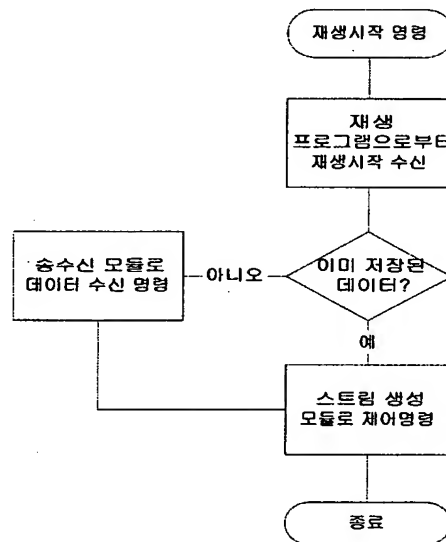 재생시작 명령
재생
프로그램으로부터
재생시작 수신
이미 저장된
데이터?
아니오
송수신 모듈로
데이터 수신 명령
예
스트림 생성
모듈로 제어명령
종료